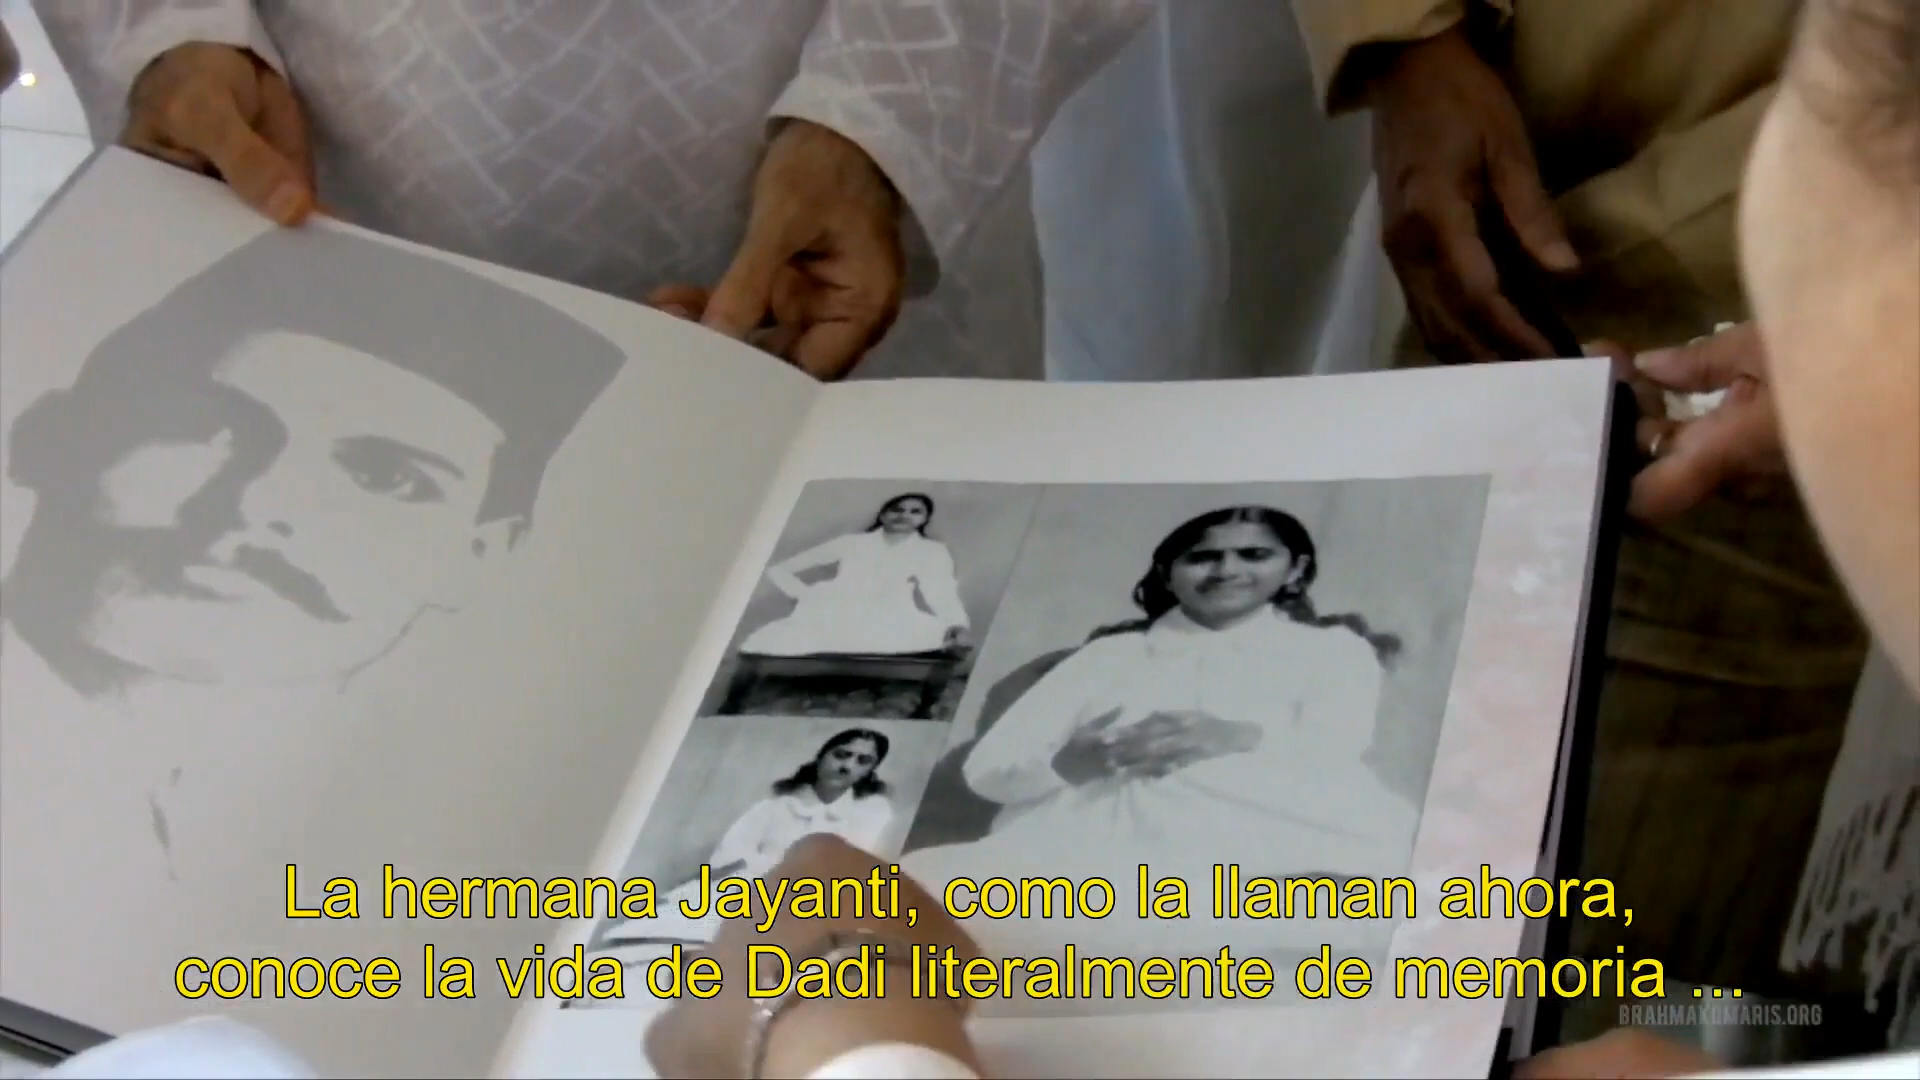 La hermana Jayanti, como la llaman ahora,
conoce la vida de Dadi literalmente de memoria ...
BRAHMAKUMARIS.ORG